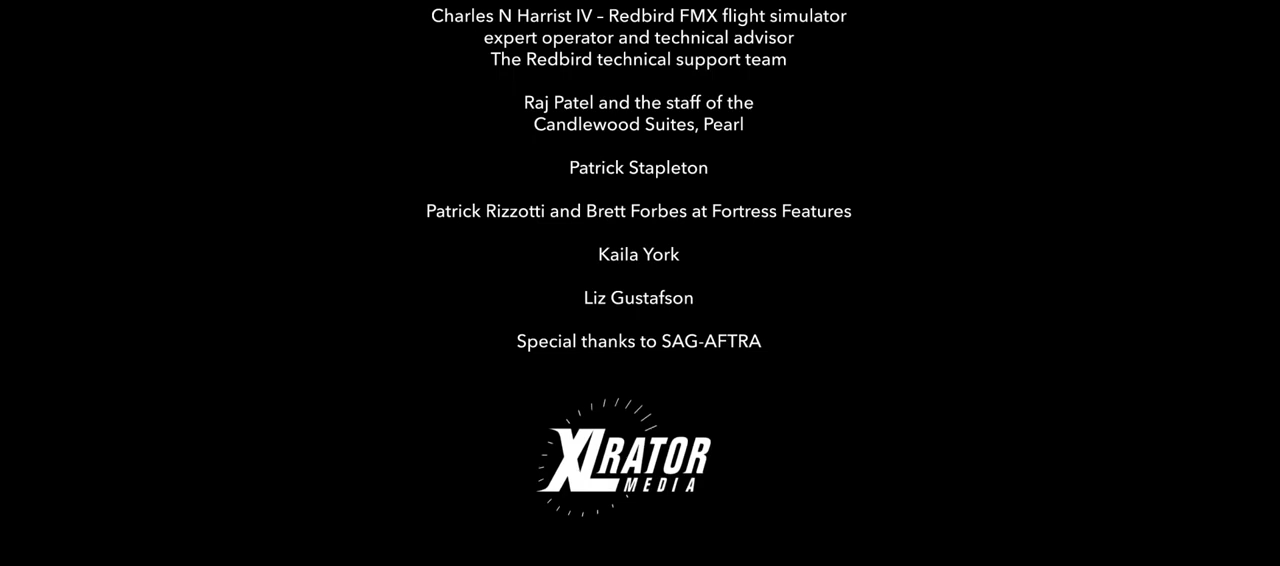 Charles N Harrist IV – Redbird FMX flight simulator
expert operator and technical advisor
The Redbird technical support team
Raj Patel and the staff of the
Candlewood Suites, Pearl
Patrick Stapleton
Patrick Rizzotti and Brett Forbes at Fortress Features
Kaila York
Liz Gustafson
Special thanks to SAG-AFTRA
XLRATOR
MEDIA